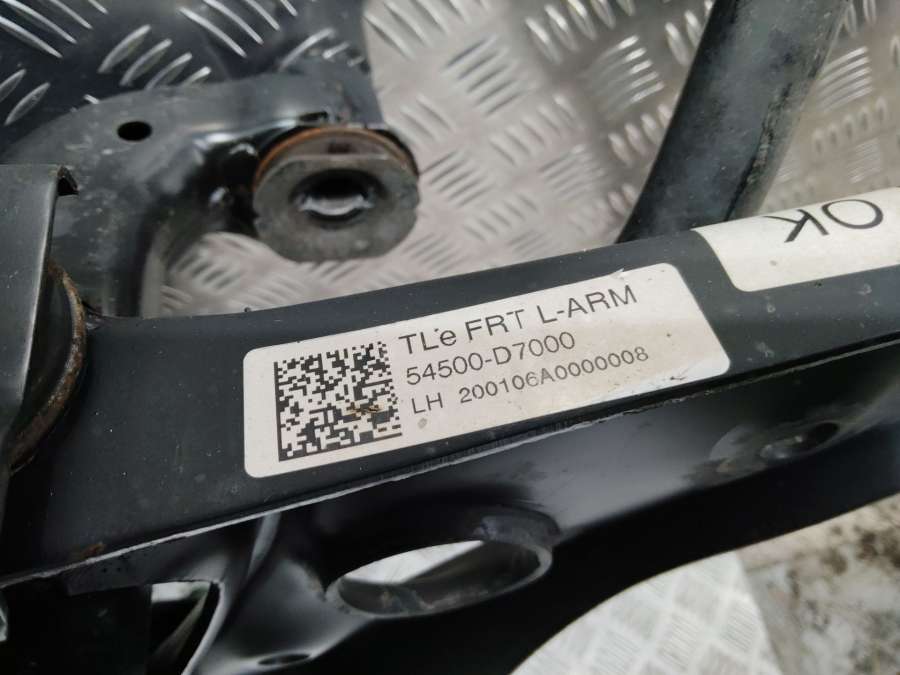 TLe FRT L-ARM
54500-D7000
LH 200106A0000008
OK